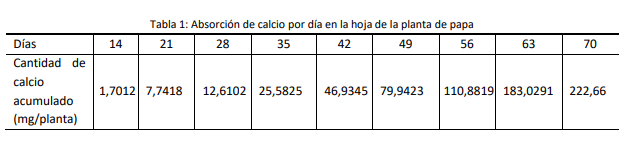 Tabla 1: Absorción de calcio por día en la hoja de la planta de papa
Días 14 21 28 35 42 49 56 63 70
Cantidad de
calcio
acumulado
(mg/planta)
1,7012 7,7418 12,6102 25,5825 46,9345 79,9423 110,8819 183,0291 222,66